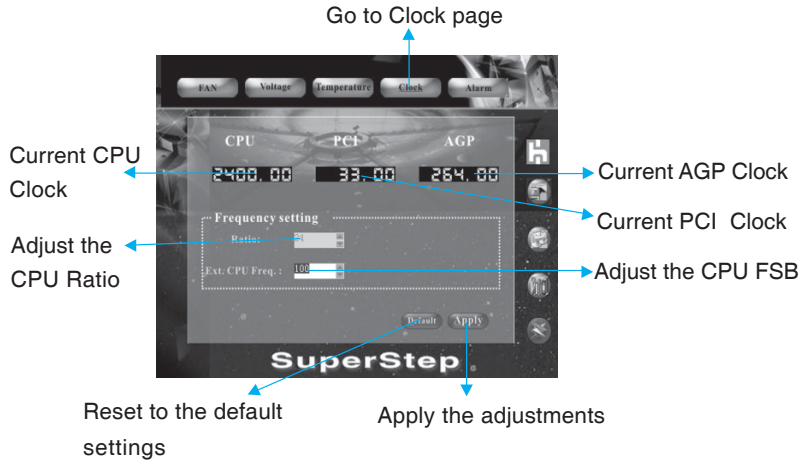 Go to Clock page
FAN Voltage Temperature Clock Alarm
CPU PCI AGP
2400.00 33.00 264.00
Current CPU
Clock
Current AGP Clock
Current PCI Clock
Frequency setting
Ratio: 24
Adjust the
CPU Ratio
Ext. CPU Freq. : 100
Adjust the CPU FSB
Default Apply
SuperStep
Reset to the default
settings
Apply the adjustments